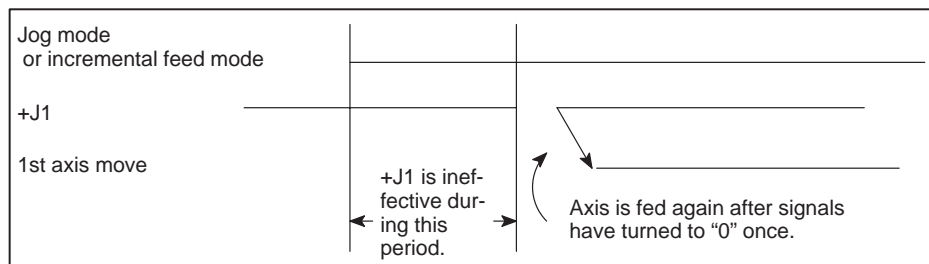 Jog mode
or incremental feed mode
+J1
1st axis move
+J1 is inef-
fective dur-
ing this
period.
Axis is fed again after signals
have turned to “0” once.